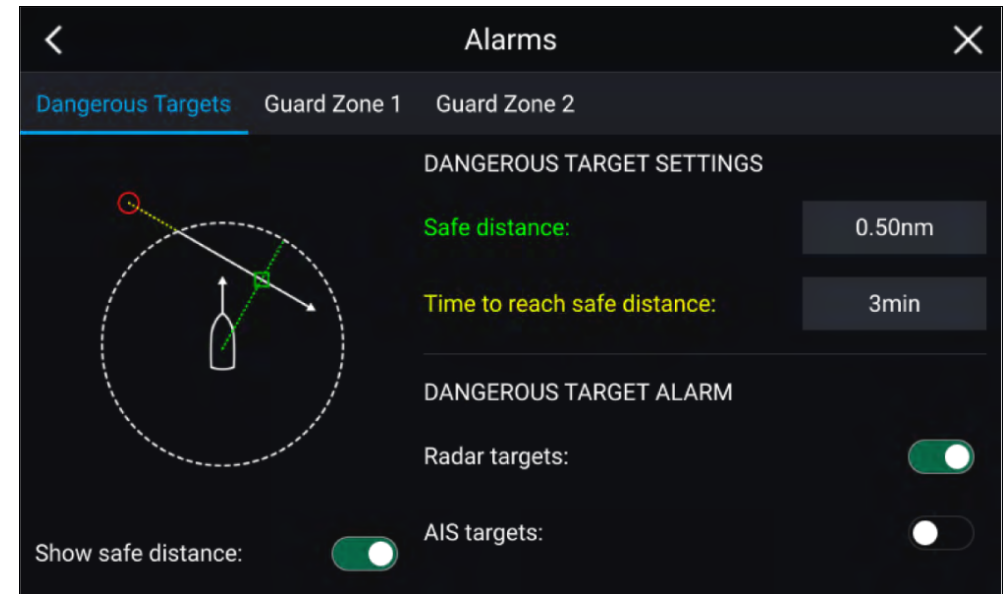 Alarms
Dangerous Targets Guard Zone 1 Guard Zone 2
DANGEROUS TARGET SETTINGS
Safe distance: 0.50nm
Time to reach safe distance: 3min
DANGEROUS TARGET ALARM
Radar targets:
AIS targets:
Show safe distance: